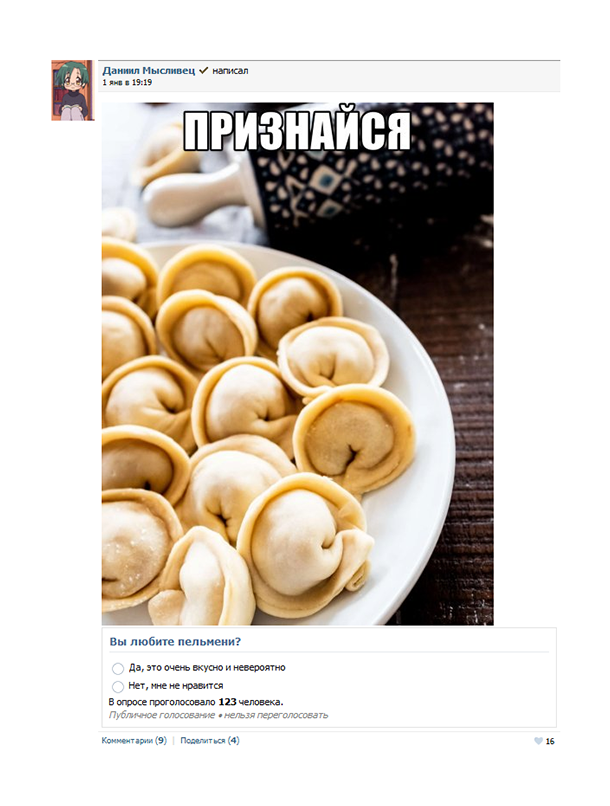 Даниил Мысливец ✓ написал
1 янв в 19:19
ПРИЗНАЙСЯ
Вы любите пельмени?
Да, это очень вкусно и невероятно
Нет, мне не нравится
В опросе проголосовало 123 человека.
Публичное голосование • нельзя переголосовать
Комментарии (9) | Поделиться (4) 16